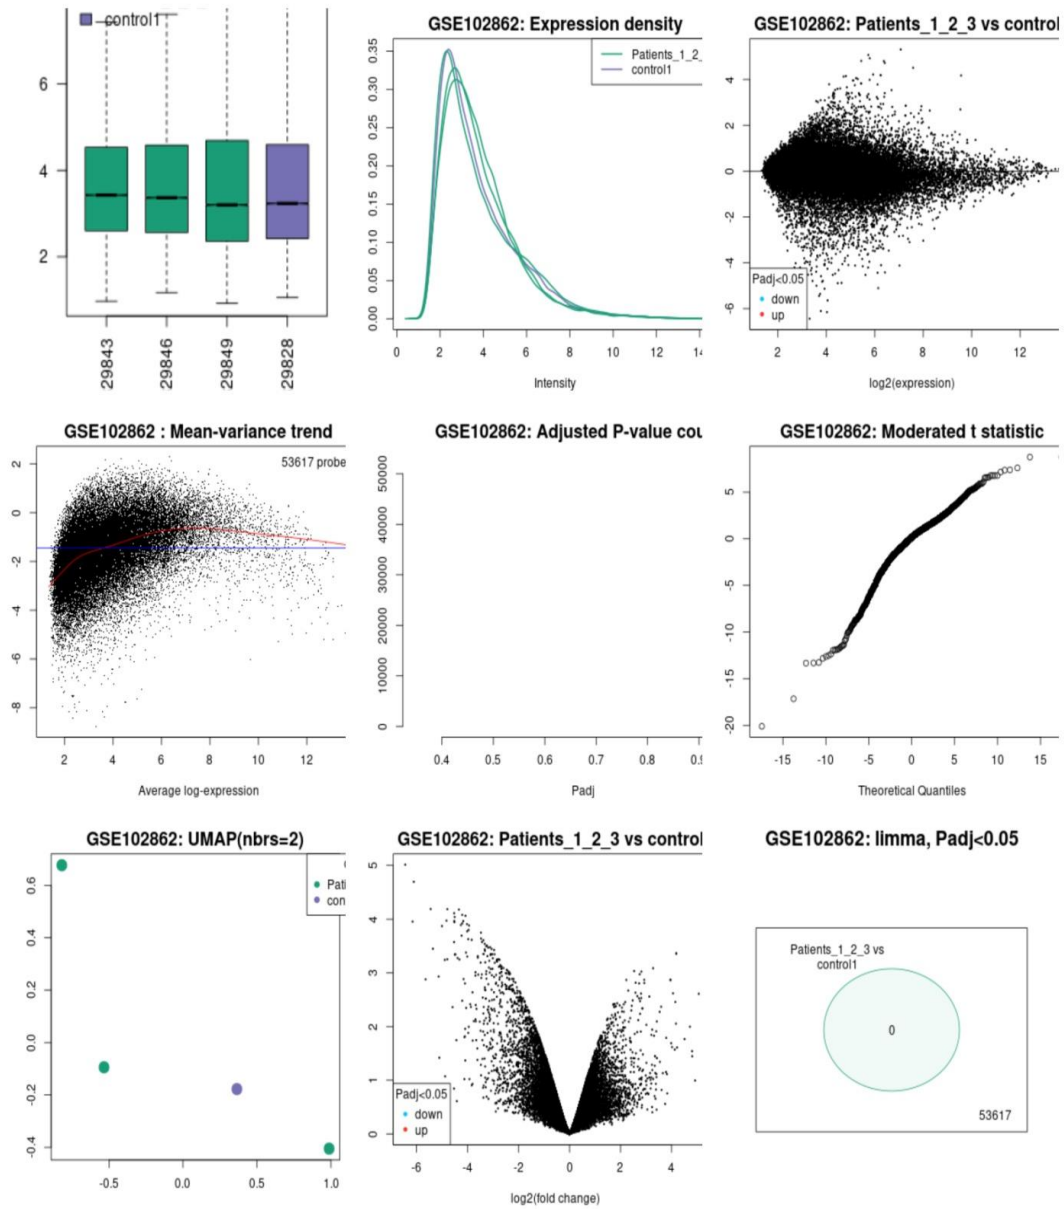 control1
6
4
2
29843
29846
29849
29828
GSE102862: Expression density
Patients_1_2_
control1
0.35
0.30
0.25
0.20
0.15
0.10
0.05
0.00
0 2 4 6 8 10 12 14
Intensity
GSE102862: Patients_1_2_3 vs control
4
2
0
-2
-4
-6
Padj<0.05
down
up
2 4 6 8 10 12
log2(expression)
GSE102862 : Mean-variance trend
53617 probe
2
0
-2
-4
-6
-8
2 4 6 8 10 12
Average log-expression
GSE102862: Adjusted P-value cou
50000
40000
30000
20000
10000
0
0.4 0.5 0.6 0.7 0.8 0.9
Padj
GSE102862: Moderated t statistic
5
0
-5
-10
-15
-20
-15 -10 -5 0 5 10 15
Theoretical Quantiles
GSE102862: UMAP(nbrs=2)
Pati
con
0.6
0.4
0.2
0.0
-0.2
-0.4
-0.5 0.0 0.5 1.0
GSE102862: Patients_1_2_3 vs control
5
4
3
2
1
0
Padj<0.05
down
up
-6 -4 -2 0 2 4
log2(fold change)
GSE102862: limma, Padj<0.05
Patients_1_2_3 vs
control1
0
53617